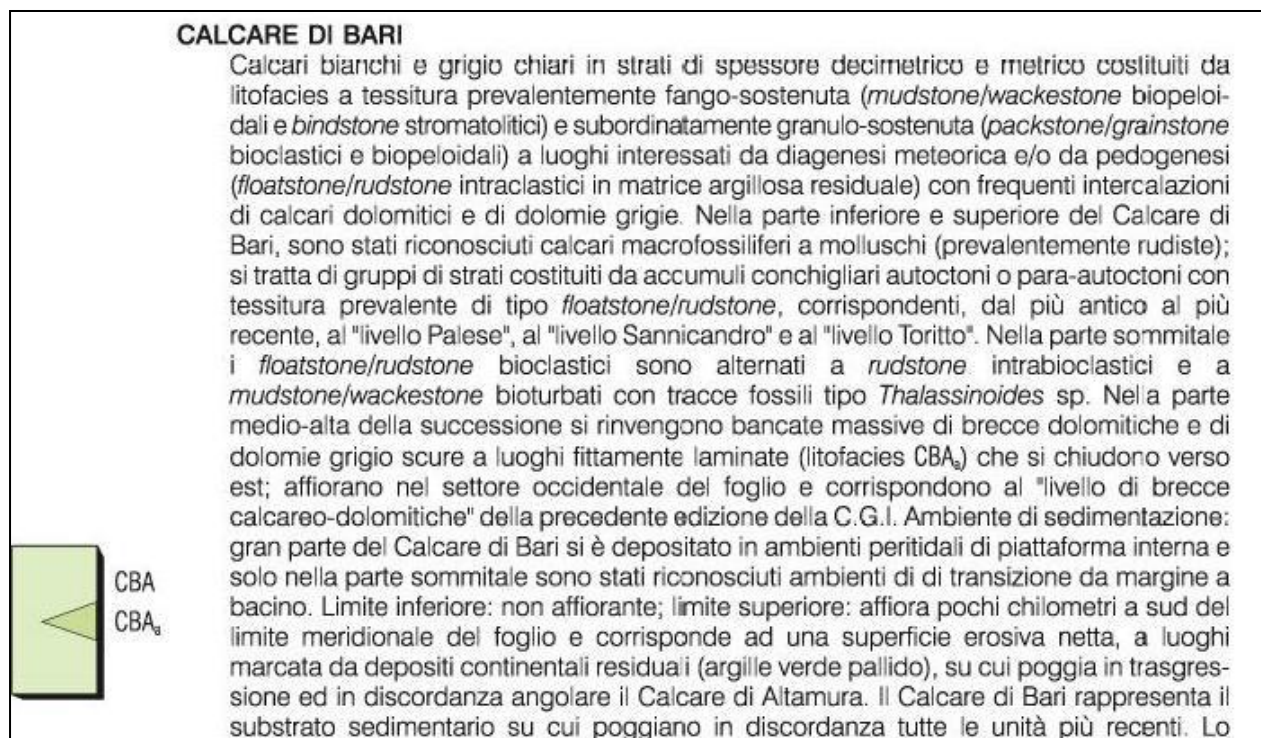 CALCARE DI BARI
Calcari bianchi e grigio chiari in strati di spessore decimetrico e metrico costituiti da
litofacies a tessitura prevalentemente fango-sostenuta (mudstone/wackestone biopeloi-
dali e bindstone stromatolitici) e subordinatamente granulo-sostenuta (packstone/grainstone
bioclastici e biopeloidali) a luoghi interessati da diagenesi meteorica e/o da pedogenesi
(floatstone/rudstone intraclastici in matrice argillosa residuale) con frequenti intercalazioni
di calcari dolomitici e di dolomie grigie. Nella parte inferiore e superiore del Calcare di
Bari, sono stati riconosciuti calcari macrofossiliferi a molluschi (prevalentemente rudiste);
si tratta di gruppi di strati costituiti da accumuli conchigliari autoctoni o para-autoctoni con
tessitura prevalente di tipo floatstone/rudstone, corrispondenti, dal più antico al più
recente, al "livello Palese", al "livello Sannicandro" e al "livello Toritto". Nella parte sommitale
i floatstone/rudstone bioclastici sono alternati a rudstone intrabioclastici e a
mudstone/wackestone bioturbati con tracce fossili tipo Thalassinoides sp. Nella parte
medio-alta della successione si rinvengono bancate massive di brecce dolomitiche e di
dolomie grigio scure a luoghi fittamente laminate (litofacies CBAa) che si chiudono verso
est; affiorano nel settore occidentale del foglio e corrispondono al "livello di brecce
calcareo-dolomitiche" della precedente edizione della C.G.I. Ambiente di sedimentazione:
gran parte del Calcare di Bari si è depositato in ambienti peritidali di piattaforma interna e
solo nella parte sommitale sono stati riconosciuti ambienti di di transizione da margine a
bacino. Limite inferiore: non affiorante; limite superiore: affiora pochi chilometri a sud del
limite meridionale del foglio e corrisponde ad una superficie erosiva netta, a luoghi
marcata da depositi continentali residuali (argille verde pallido), su cui poggia in trasgres-
sione ed in discordanza angolare il Calcare di Altamura. Il Calcare di Bari rappresenta il
substrato sedimentario su cui poggiano in discordanza tutte le unità più recenti. Lo
CBA
CBAa